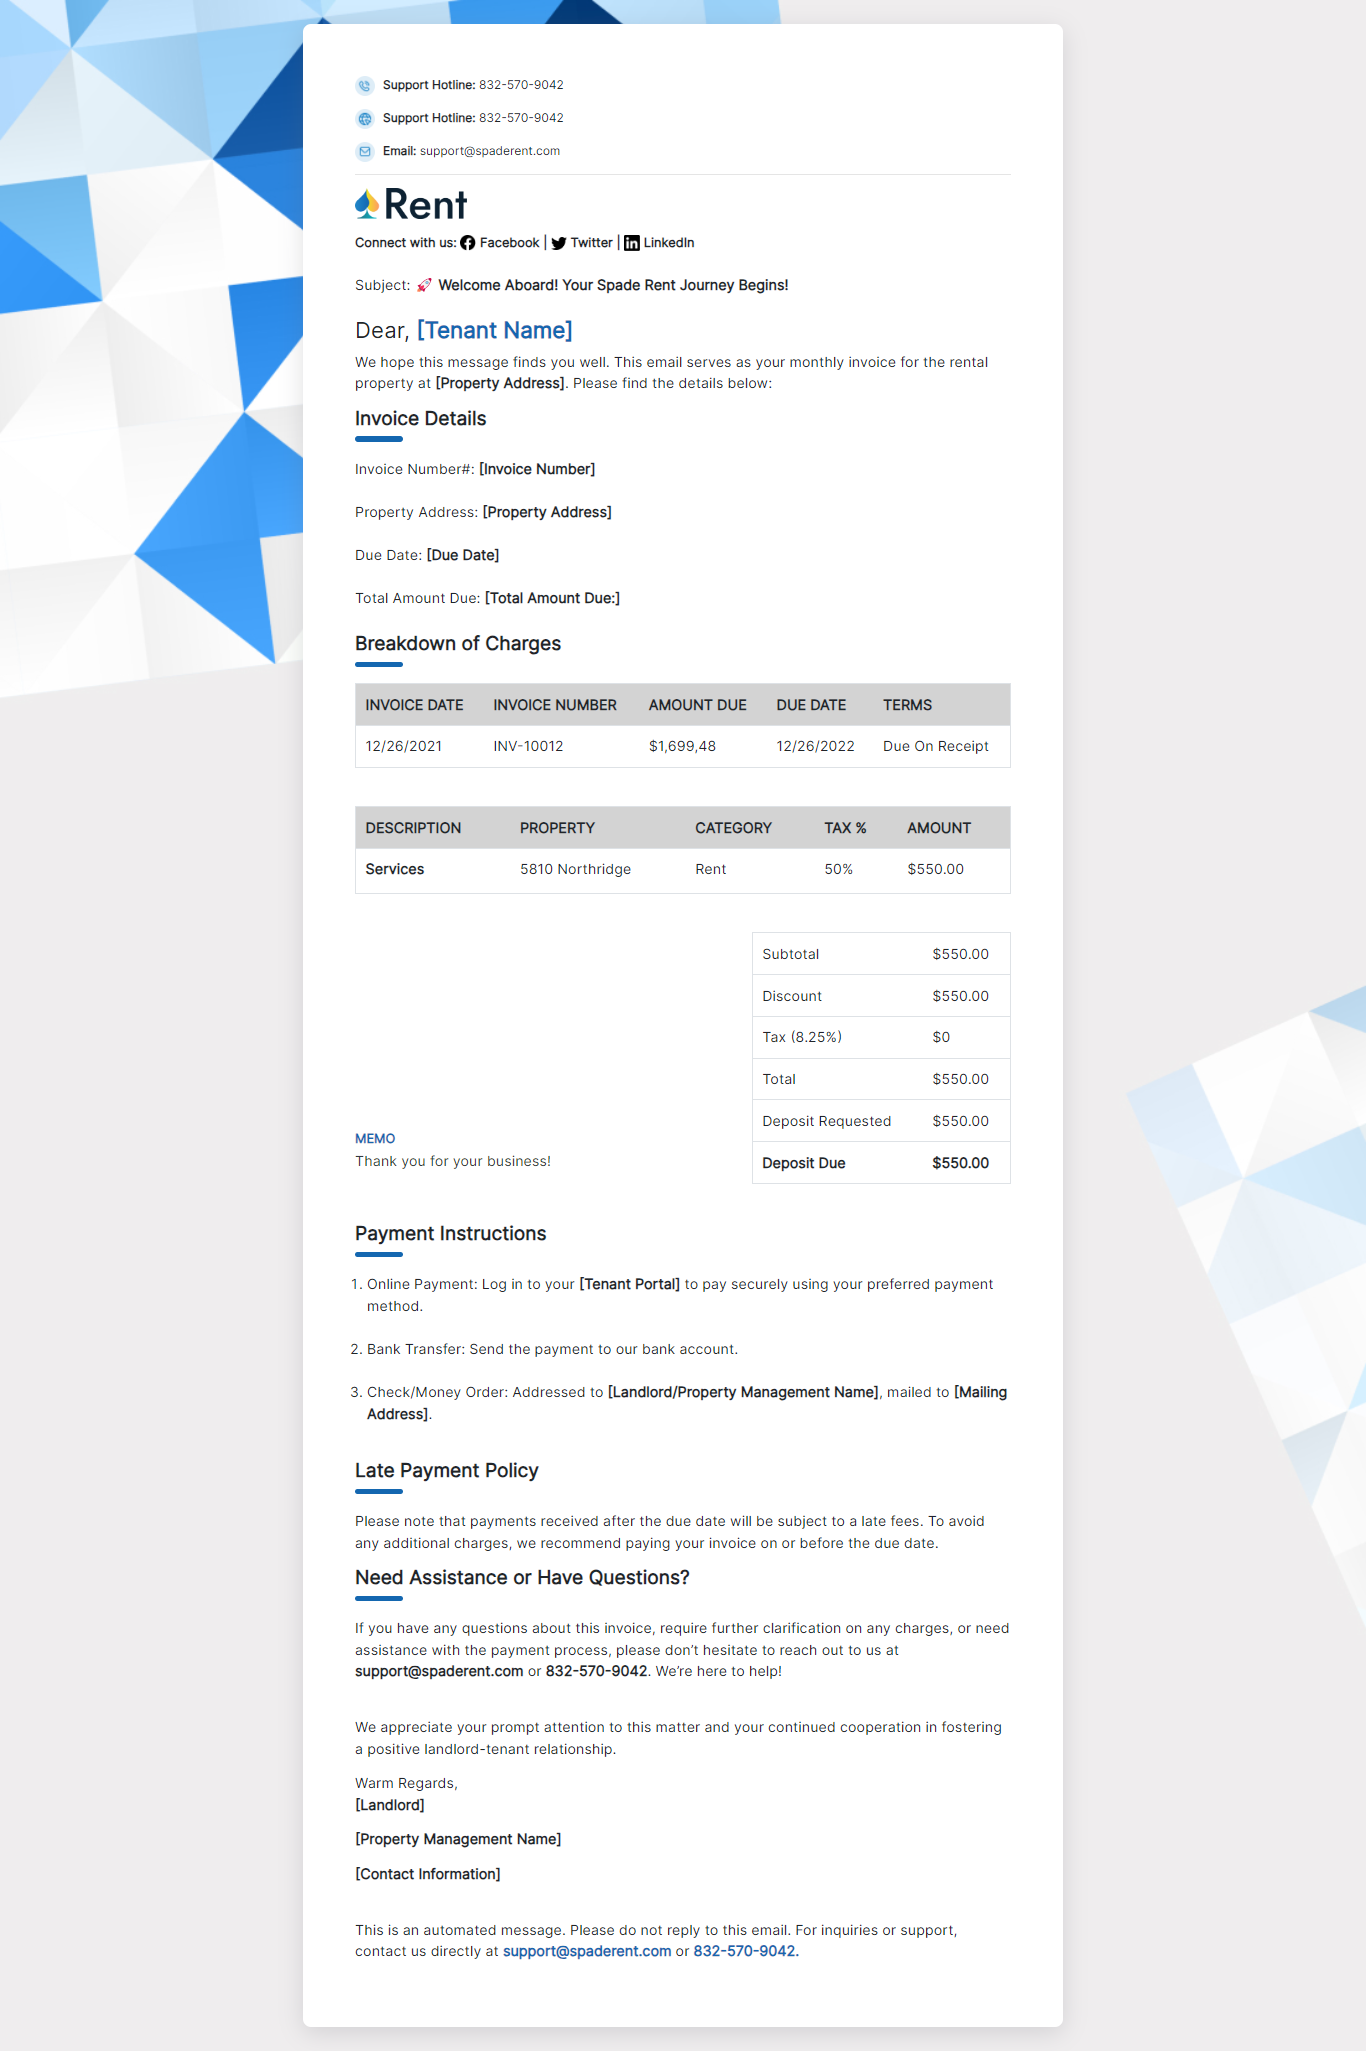 Support Hotline: 832-570-9042
Support Hotline: 832-570-9042
Email: support@spaderent.com
Rent
Connect with us: Facebook | Twitter | LinkedIn
Subject: 🚀 Welcome Aboard! Your Spade Rent Journey Begins!
Dear, [Tenant Name]
We hope this message finds you well. This email serves as your monthly invoice for the rental
property at [Property Address]. Please find the details below:
Invoice Details
Invoice Number#: [Invoice Number]
Property Address: [Property Address]
Due Date: [Due Date]
Total Amount Due: [Total Amount Due:]
Breakdown of Charges
INVOICE DATE INVOICE NUMBER AMOUNT DUE DUE DATE TERMS
12/26/2021 INV-10012 $1,699,48 12/26/2022 Due On Receipt
DESCRIPTION PROPERTY CATEGORY TAX % AMOUNT
Services 5810 Northridge Rent 50% $550.00
Subtotal $550.00
Discount $550.00
Tax (8.25%) $0
Total $550.00
Deposit Requested $550.00
Deposit Due $550.00
MEMO
Thank you for your business!
Payment Instructions
1. Online Payment: Log in to your [Tenant Portal] to pay securely using your preferred payment
method.
2. Bank Transfer: Send the payment to our bank account.
3. Check/Money Order: Addressed to [Landlord/Property Management Name], mailed to [Mailing
Address].
Late Payment Policy
Please note that payments received after the due date will be subject to a late fees. To avoid
any additional charges, we recommend paying your invoice on or before the due date.
Need Assistance or Have Questions?
If you have any questions about this invoice, require further clarification on any charges, or need
assistance with the payment process, please don’t hesitate to reach out to us at
support@spaderent.com or 832-570-9042. We’re here to help!
We appreciate your prompt attention to this matter and your continued cooperation in fostering
a positive landlord-tenant relationship.
Warm Regards,
[Landlord]
[Property Management Name]
[Contact Information]
This is an automated message. Please do not reply to this email. For inquiries or support,
contact us directly at support@spaderent.com or 832-570-9042.